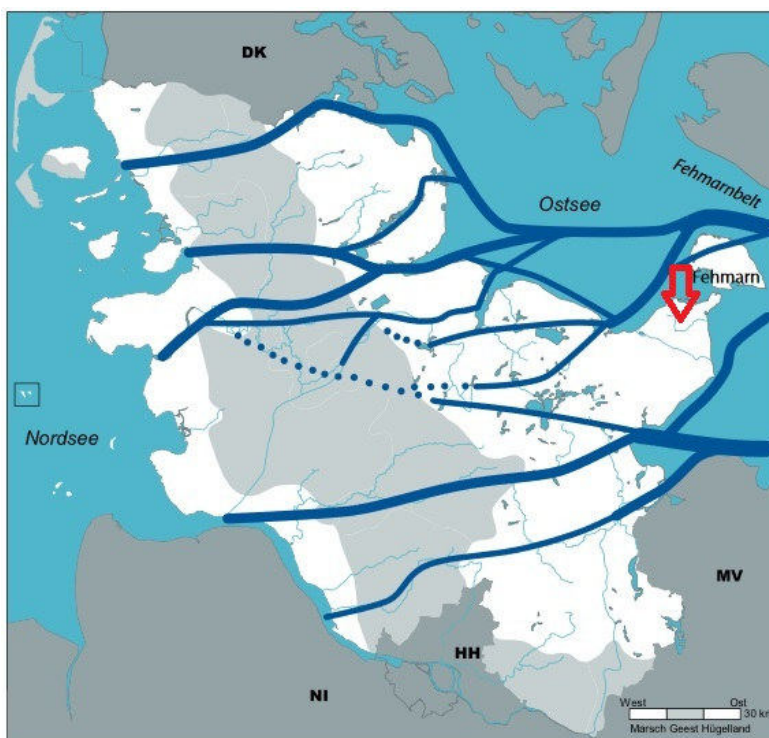 DK
Fehmarnbelt
Ostsee
Fehmarn
Nordsee
MV
HH
NI
West Ost
30 km
Marsch Geest Hügelland